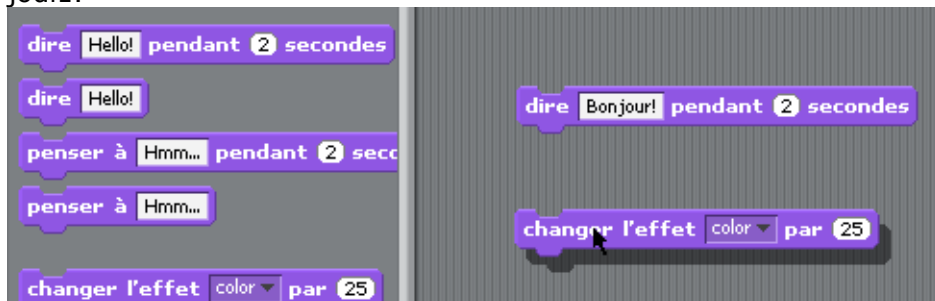 dire Hello! pendant 2 secondes
dire Hello!
penser à Hmm... pendant 2 secc
penser à Hmm...
changer l'effet color par 25
dire Bonjour! pendant 2 secondes
changer l'effet color par 25